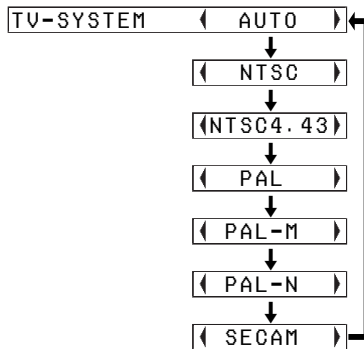 TV-SYSTEM AUTO
NTSC
NTSC4.43
PAL
PAL-M
PAL-N
SECAM